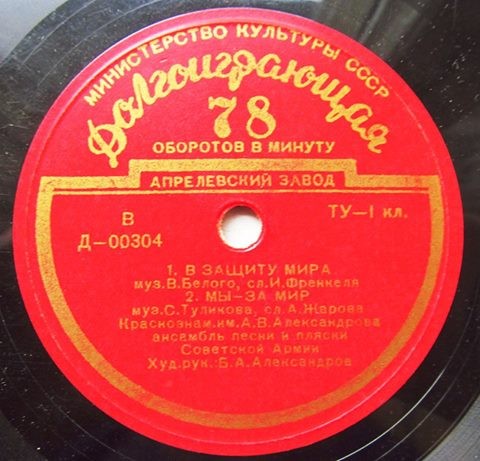 МИНИСТЕРСТВО КУЛЬТУРЫ СССР
Долгоиграющая
78
ОБОРОТОВ В МИНУТУ
АПРЕЛЕВСКИЙ ЗАВОД
В
Д—00304
ТУ—1 кл.
1. В ЗАЩИТУ МИРА
муз. В. Белого, сл. И. Френкеля
2. МЫ—ЗА МИР
муз. С. Туликова, сл. А. Жарова
Краснознам. им. А. В. Александрова
ансамбль песни и пляски
Советской Армии
Худ. рук. Б. А. Александров